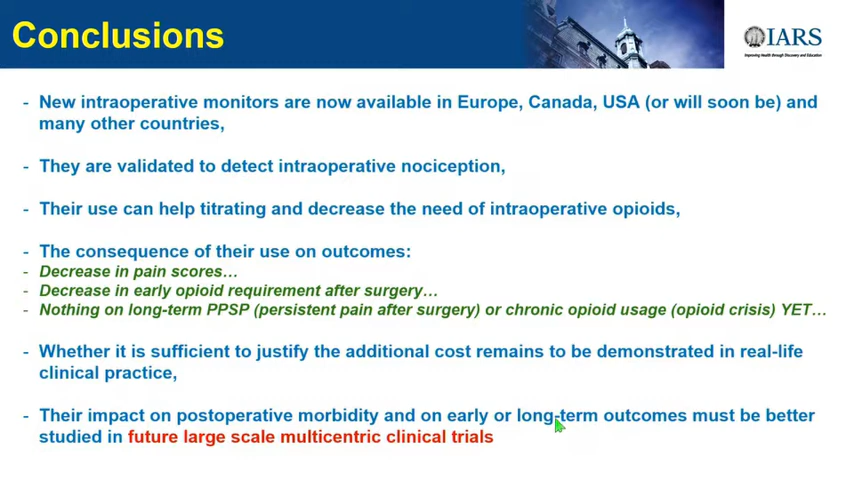 Conclusions
IARS
Improving Health through Discovery and Education
- New intraoperative monitors are now available in Europe, Canada, USA (or will soon be) and
many other countries,
- They are validated to detect intraoperative nociception,
- Their use can help titrating and decrease the need of intraoperative opioids,
- The consequence of their use on outcomes:
- Decrease in pain scores…
- Decrease in early opioid requirement after surgery…
- Nothing on long-term PPSP (persistent pain after surgery) or chronic opioid usage (opioid crisis) YET…
- Whether it is sufficient to justify the additional cost remains to be demonstrated in real-life
clinical practice,
- Their impact on postoperative morbidity and on early or long-term outcomes must be better
studied in future large scale multicentric clinical trials